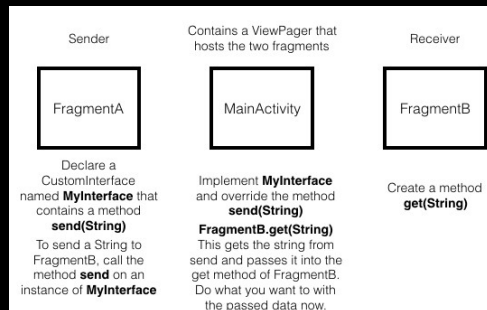 Sender
Contains a ViewPager that
hosts the two fragments
Receiver
FragmentA
MainActivity
FragmentB
Declare a
CustomInterface
named MyInterface that
contains a method
send(String)
To send a String to
FragmentB, call the
method send on an
instance of MyInterface
Implement MyInterface
and override the method
send(String)
FragmentB.get(String)
This gets the string from
send and passes it into the
get method of FragmentB.
Do what you want to with
the passed data now.
Create a method
get(String)